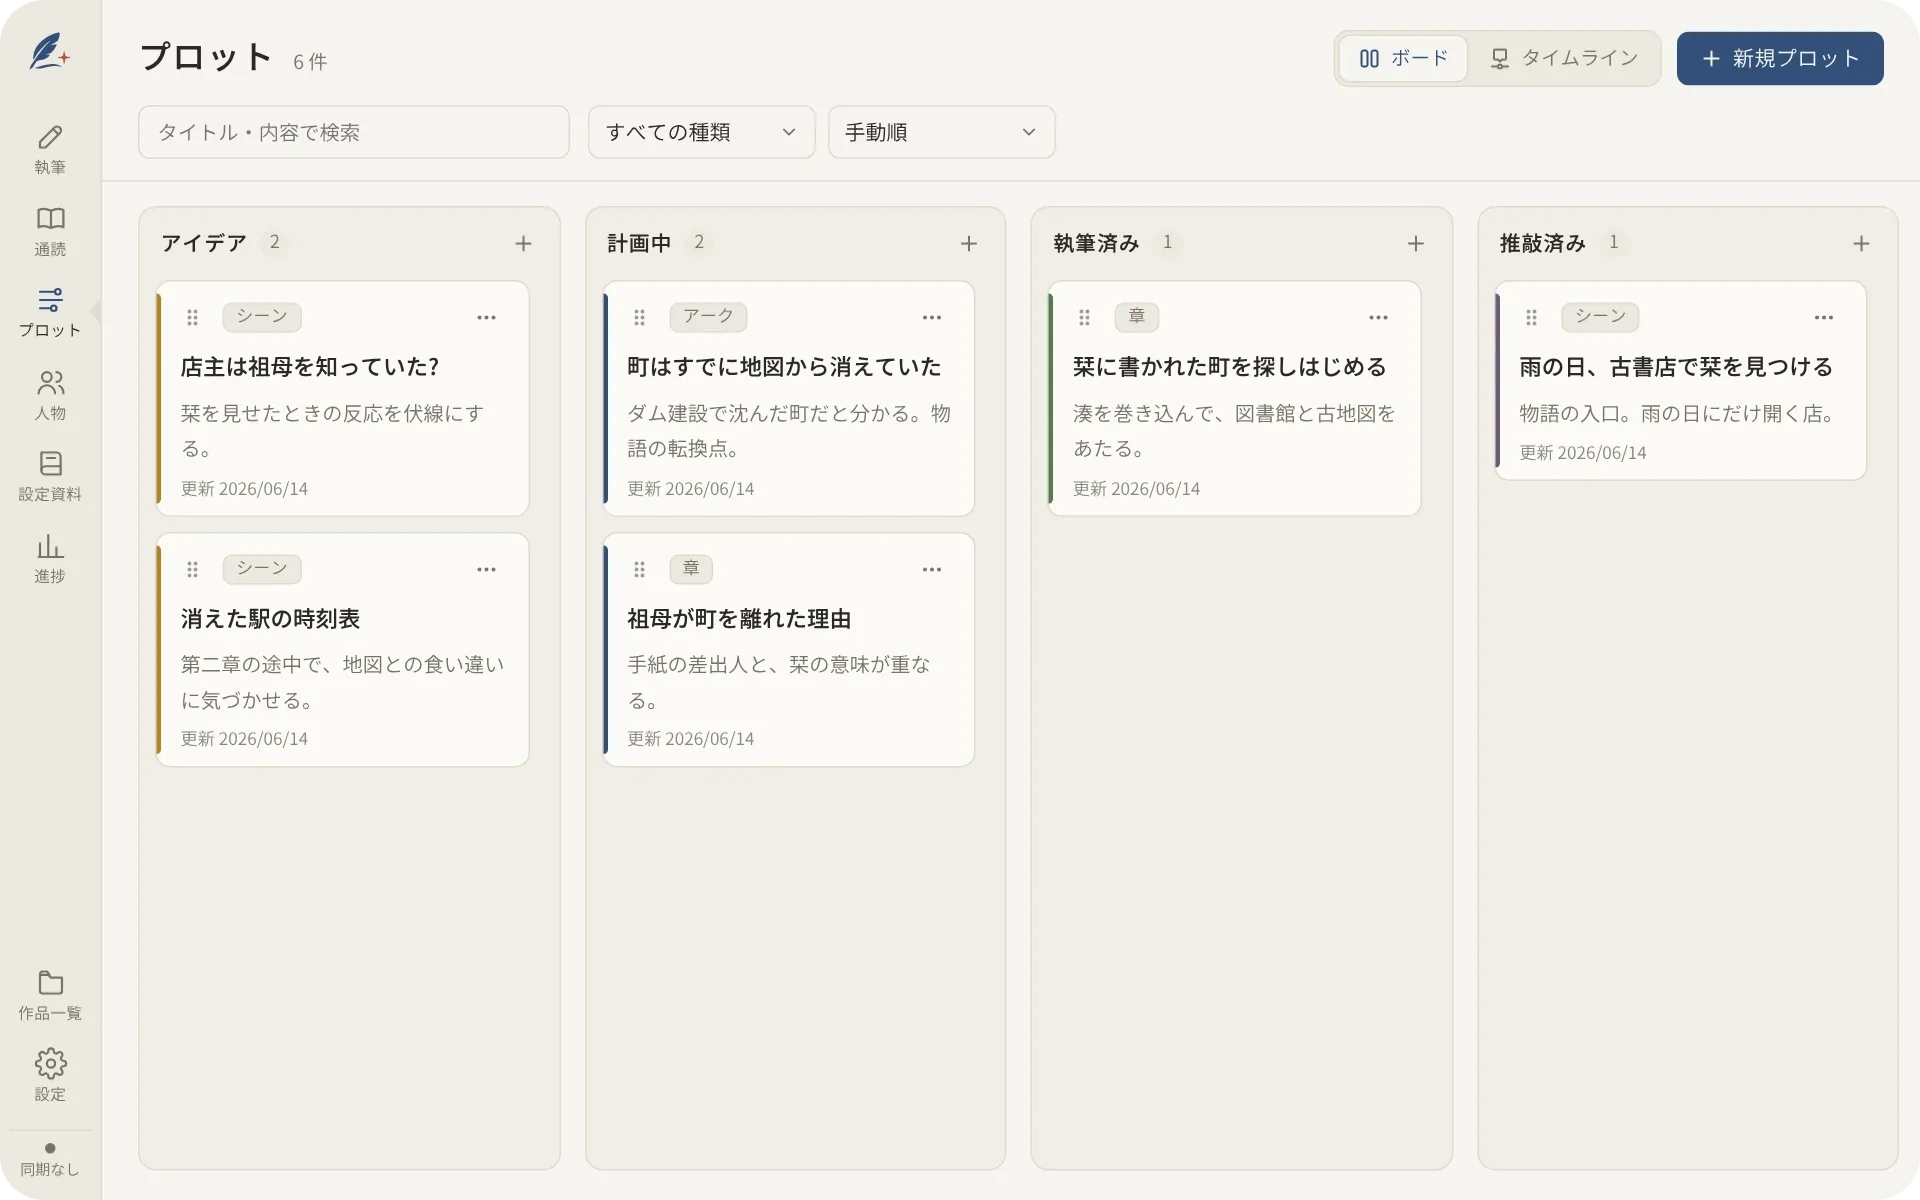 執筆
通読
プロット
人物
設定資料
進捗
作品一覧
設定
同期なし
プロット 6 件
ボード
タイムライン
新規プロット
タイトル・内容で検索
すべての種類
手動順
アイデア 2
シーン
店主は祖母を知っていた?
栞を見せたときの反応を伏線にす
る。
更新 2026/06/14
シーン
消えた駅の時刻表
第二章の途中で、地図との食い違い
に気づかせる。
更新 2026/06/14
計画中 2
アーク
町はすでに地図から消えていた
ダム建設で沈んだ町だと分かる。物
語の転換点。
更新 2026/06/14
章
祖母が町を離れた理由
手紙の差出人と、栞の意味が重な
る。
更新 2026/06/14
執筆済み 1
章
栞に書かれた町を探しはじめる
湊を巻き込んで、図書館と古地図を
あたる。
更新 2026/06/14
推敲済み 1
シーン
雨の日、古書店で栞を見つける
物語の入口。雨の日にだけ開く店。
更新 2026/06/14